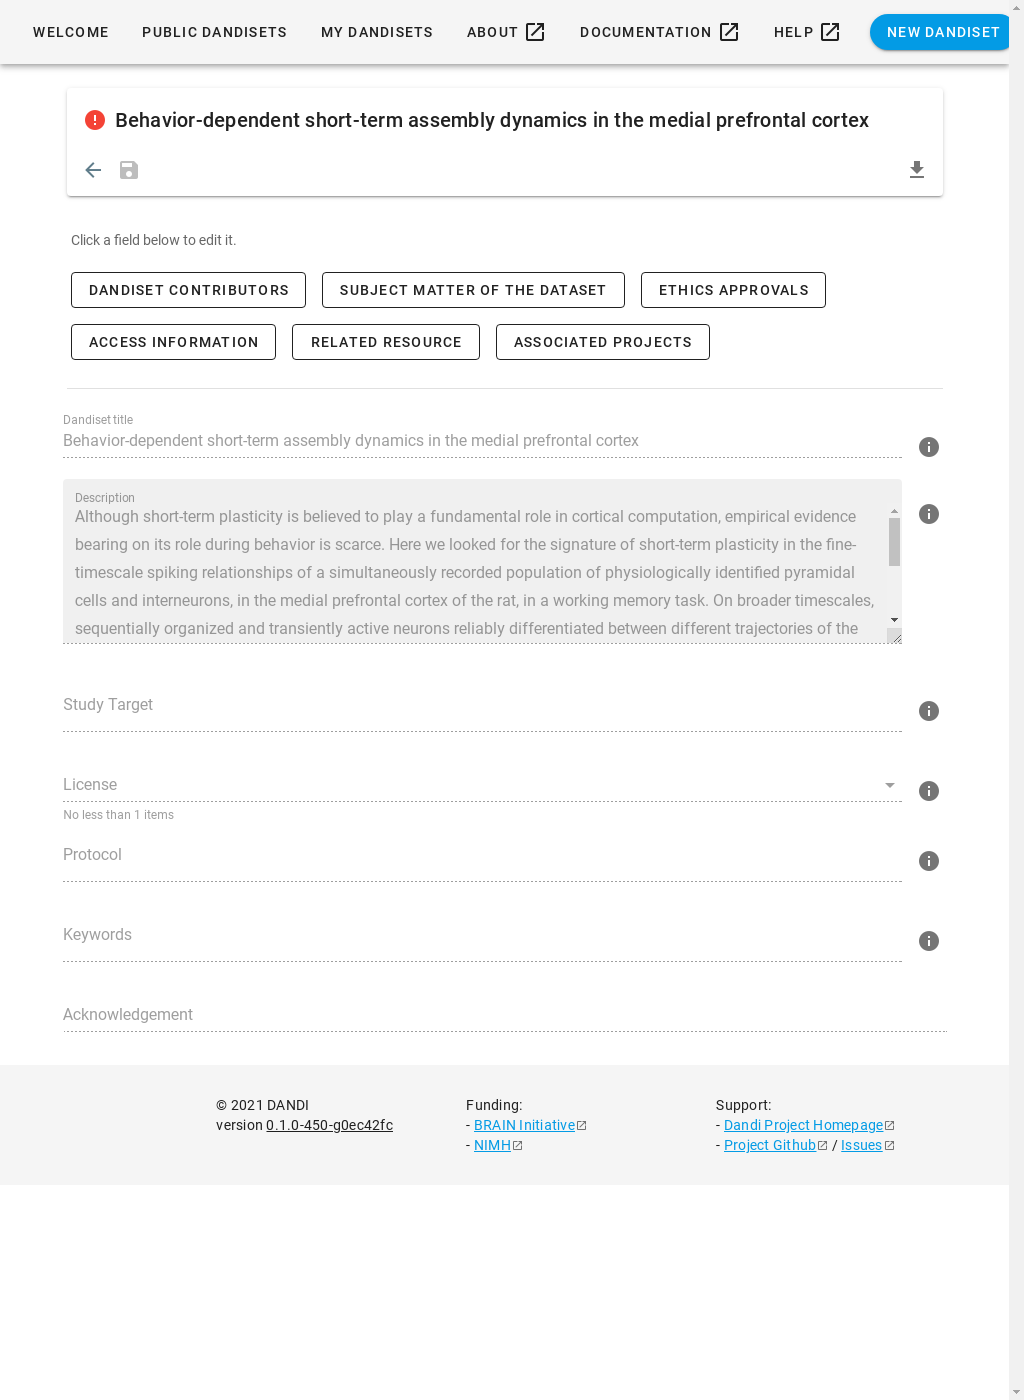 WELCOME PUBLIC DANDISETS MY DANDISETS ABOUT DOCUMENTATION HELP NEW DANDISET
Behavior-dependent short-term assembly dynamics in the medial prefrontal cortex
Click a field below to edit it.
DANDISET CONTRIBUTORS SUBJECT MATTER OF THE DATASET ETHICS APPROVALS
ACCESS INFORMATION RELATED RESOURCE ASSOCIATED PROJECTS
Dandiset title
Behavior-dependent short-term assembly dynamics in the medial prefrontal cortex
Description
Although short-term plasticity is believed to play a fundamental role in cortical computation, empirical evidence
bearing on its role during behavior is scarce. Here we looked for the signature of short-term plasticity in the fine-
timescale spiking relationships of a simultaneously recorded population of physiologically identified pyramidal
cells and interneurons, in the medial prefrontal cortex of the rat, in a working memory task. On broader timescales,
sequentially organized and transiently active neurons reliably differentiated between different trajectories of the
Study Target
License
No less than 1 items
Protocol
Keywords
Acknowledgement
© 2021 DANDI
version 0.1.0-450-g0ec42fc
Funding:
- BRAIN Initiative
- NIMH
Support:
- Dandi Project Homepage
- Project Github / Issues